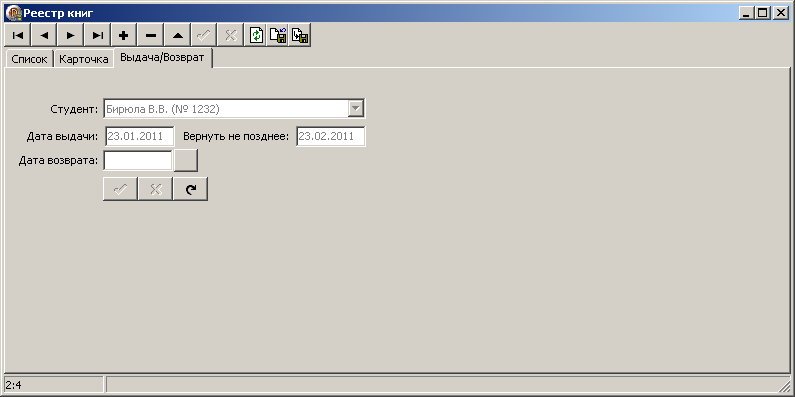 Реестр книг
Список Карточка Выдача/Возврат
Студент: Бирюла В.В. (№ 1232)
Дата выдачи: 23.01.2011 Вернуть не позднее: 23.02.2011
Дата возврата:
2:4